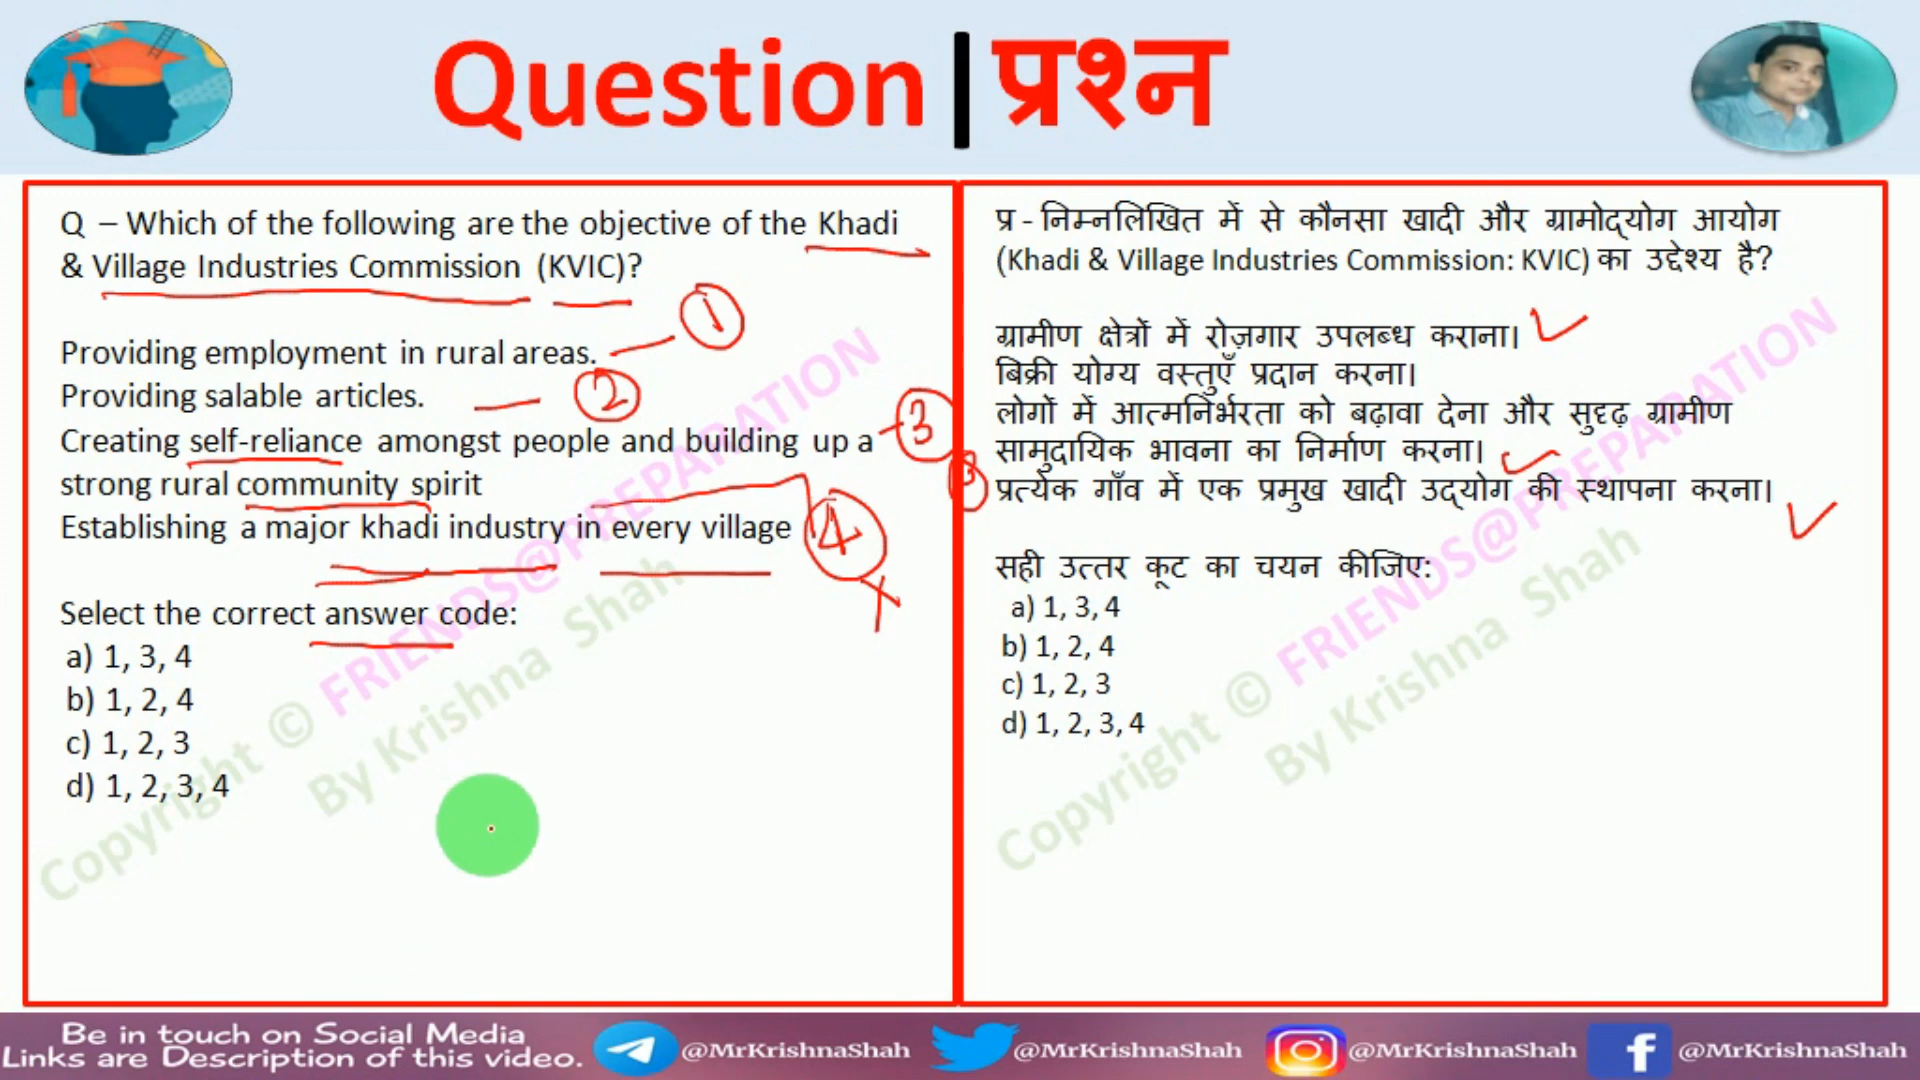 Question|प्रश्न
Q – Which of the following are the objective of the Khadi
& Village Industries Commission (KVIC)?
1
Providing employment in rural areas.
Providing salable articles.
2
Creating self-reliance amongst people and building up a
3
strong rural community spirit
Establishing a major khadi industry in every village
4
Select the correct answer code:
a) 1, 3, 4
b) 1, 2, 4
c) 1, 2, 3
d) 1, 2, 3, 4
प्र - निम्नलिखित में से कौनसा खादी और ग्रामोद्योग आयोग
(Khadi & Village Industries Commission: KVIC) का उद्देश्य है?
ग्रामीण क्षेत्रों में रोज़गार उपलब्ध कराना।
बिक्री योग्य वस्तुएँ प्रदान करना।
लोगों में आत्मनिर्भरता को बढ़ावा देना और सुदृढ़ ग्रामीण
सामुदायिक भावना का निर्माण करना।
प्रत्येक गाँव में एक प्रमुख खादी उद्योग की स्थापना करना।
सही उत्तर कूट का चयन कीजिए:
a) 1, 3, 4
b) 1, 2, 4
c) 1, 2, 3
d) 1, 2, 3, 4
Copyright © FRIENDS@PREPARATION
By Krishna Shah
Copyright © FRIENDS@PREPARATION
By Krishna Shah
Be in touch on Social Media
Links are Description of this video.
@MrKrishnaShah
@MrKrishnaShah
@MrKrishnaShah
@MrKrishnaShah